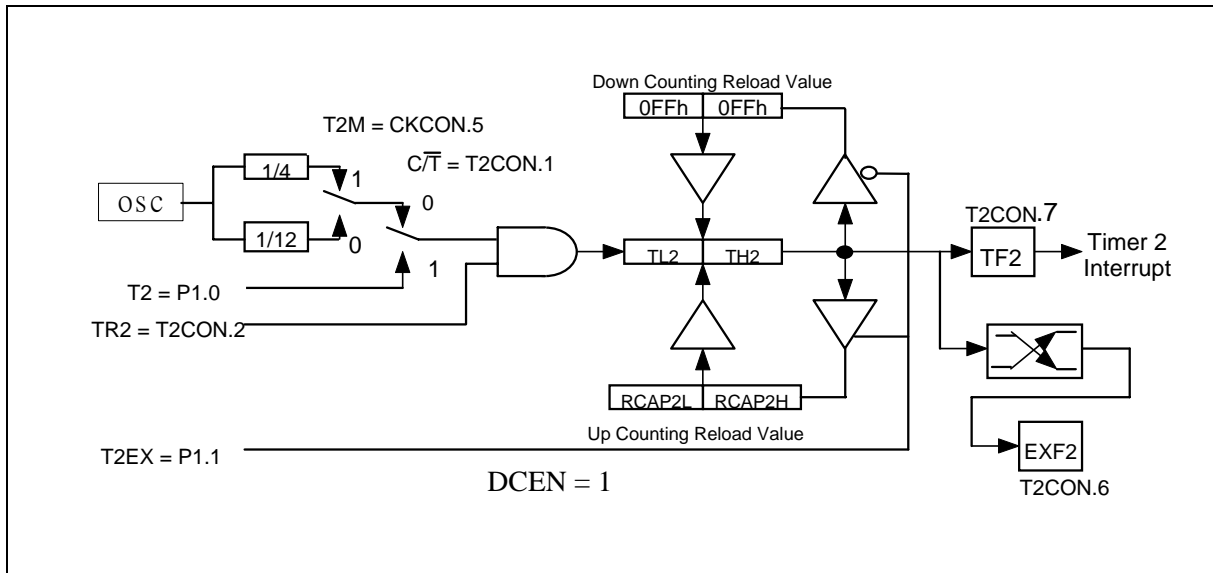 Down Counting Reload Value
0FFh 0FFh
T2M = CKCON.5
C/T̅ = T2CON.1
1/4
1
0
OSC
1/12
0
1
TL2 TH2
T2CON.7
TF2
Timer 2
Interrupt
T2 = P1.0
TR2 = T2CON.2
RCAP2L RCAP2H
Up Counting Reload Value
T2EX = P1.1
EXF2
T2CON.6
DCEN = 1